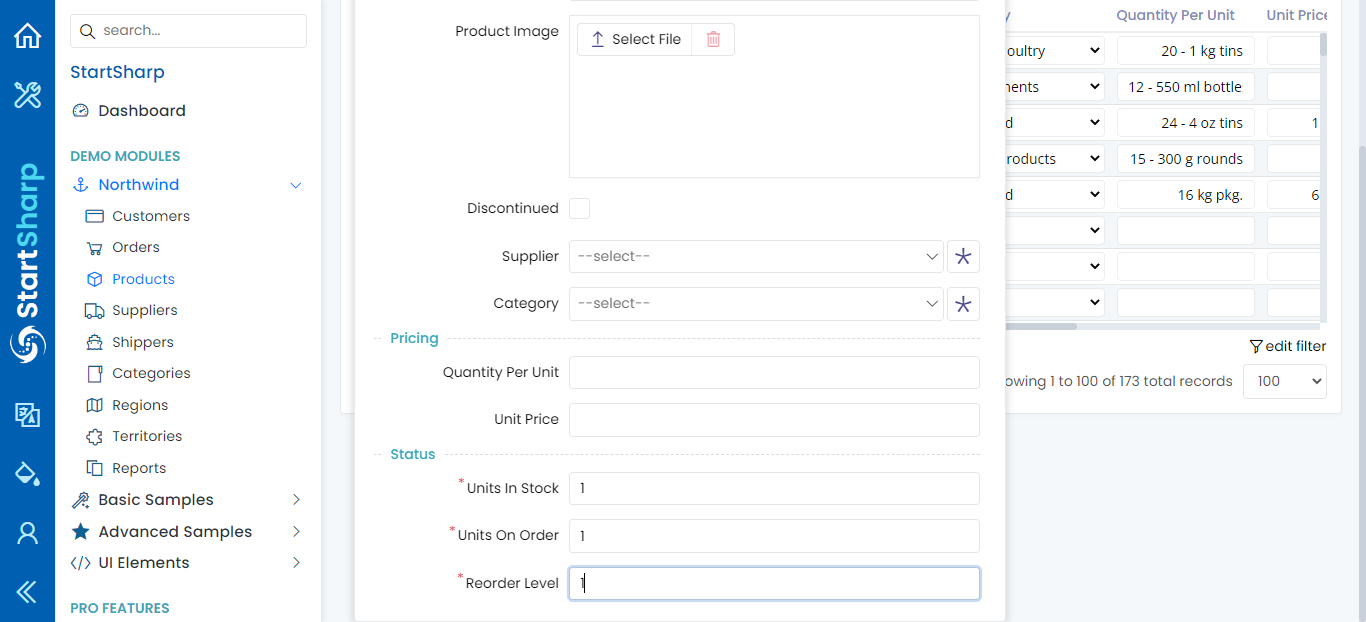 search...
StartSharp
Dashboard
DEMO MODULES
Northwind
Customers
Orders
Products
Suppliers
Shippers
Categories
Regions
Territories
Reports
Basic Samples
Advanced Samples
UI Elements
PRO FEATURES
StartSharp
Product Image
Select File
Discontinued
Supplier
--select--
Category
--select--
Pricing
Quantity Per Unit
Unit Price
Status
*Units In Stock
1
*Units On Order
1
*Reorder Level
1
Quantity Per Unit Unit Price
oultry 20 - 1 kg tins
ents 12 - 550 ml bottle
d 24 - 4 oz tins 1
roducts 15 - 300 g rounds
d 16 kg pkg. 6
edit filter
owing 1 to 100 of 173 total records 100